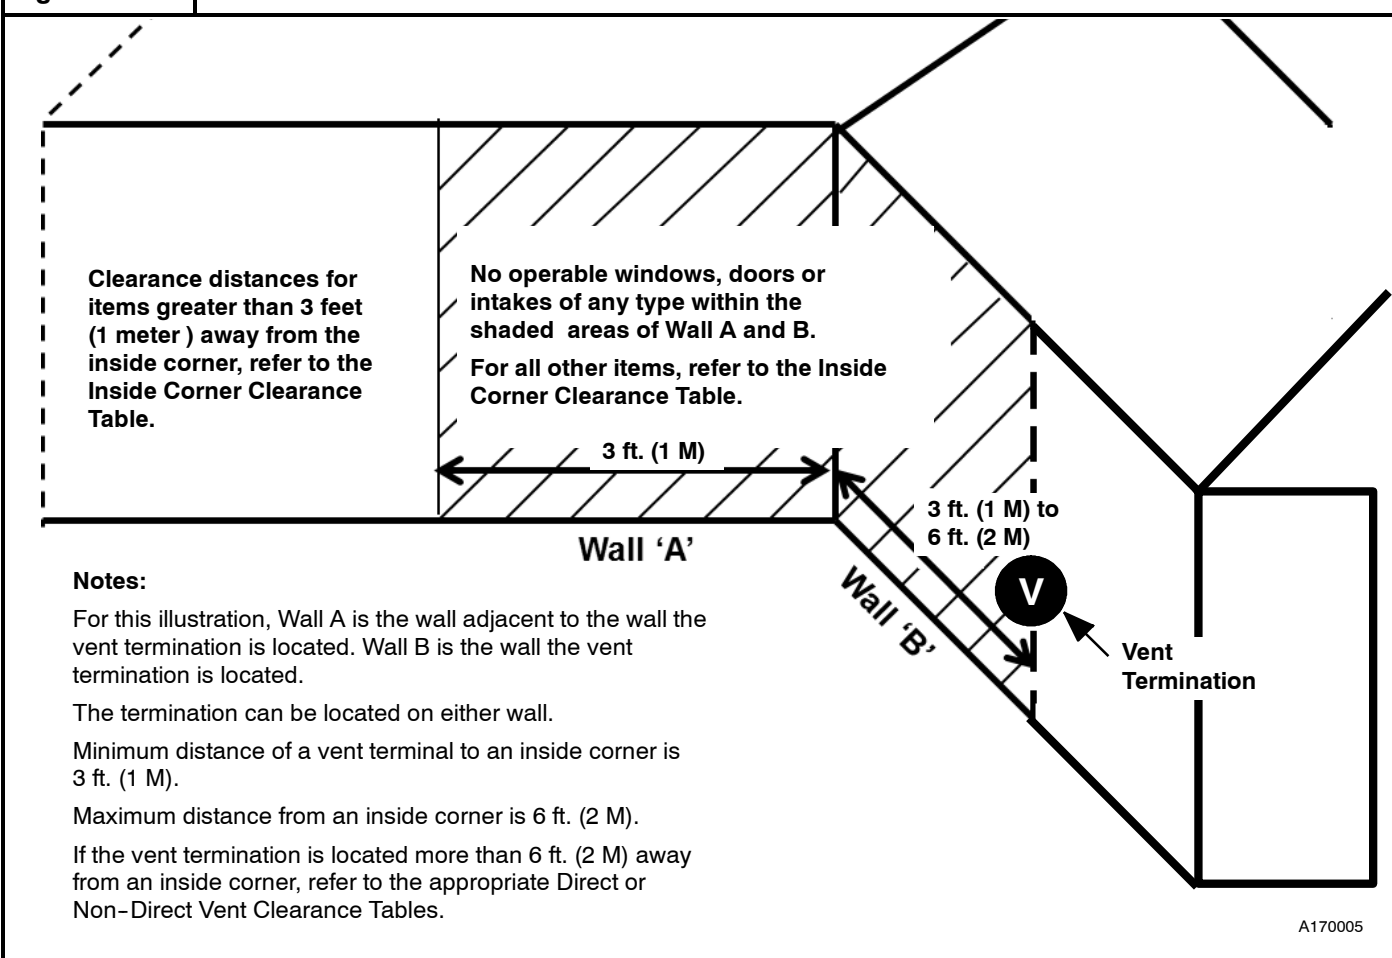 Clearance distances for
items greater than 3 feet
(1 meter ) away from the
inside corner, refer to the
Inside Corner Clearance
Table.
No operable windows, doors or
intakes of any type within the
shaded areas of Wall A and B.
For all other items, refer to the Inside
Corner Clearance Table.
3 ft. (1 M)
3 ft. (1 M) to
6 ft. (2 M)
Wall ‘A’
Wall ‘B’
V
Vent
Termination
Notes:
For this illustration, Wall A is the wall adjacent to the wall the
vent termination is located. Wall B is the wall the vent
termination is located.
The termination can be located on either wall.
Minimum distance of a vent terminal to an inside corner is
3 ft. (1 M).
Maximum distance from an inside corner is 6 ft. (2 M).
If the vent termination is located more than 6 ft. (2 M) away
from an inside corner, refer to the appropriate Direct or
Non-Direct Vent Clearance Tables.
A170005